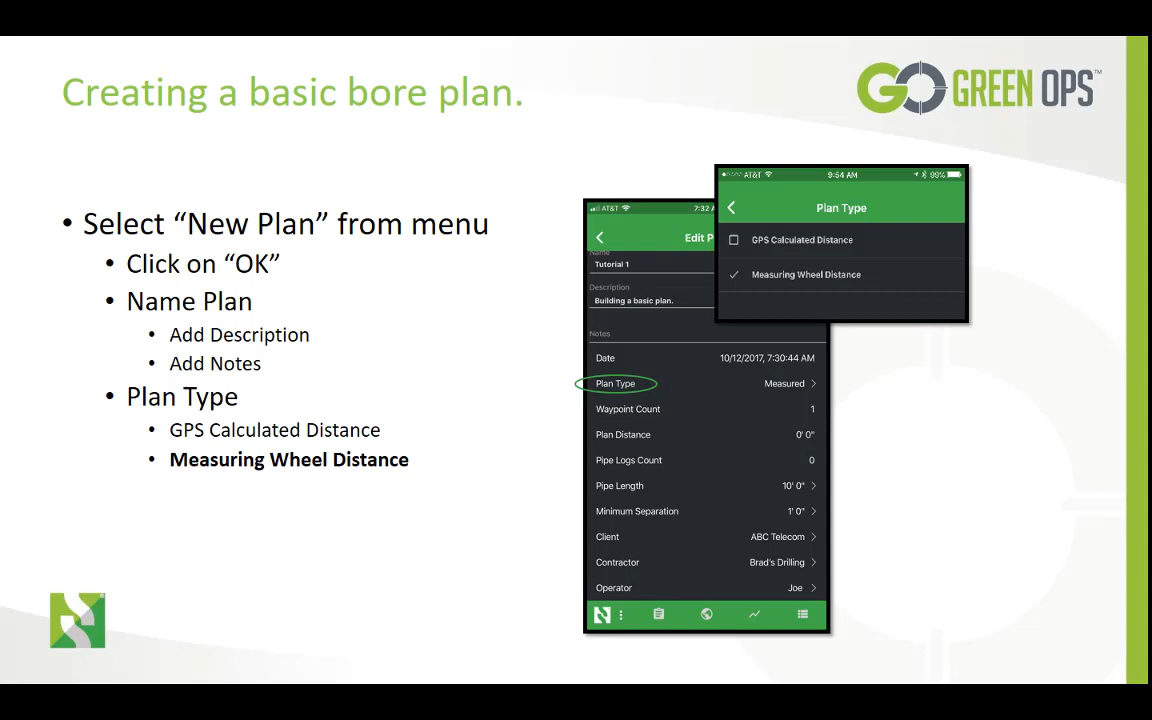 Creating a basic bore plan.
GO GREEN OPS™
• Select “New Plan” from menu
• Click on “OK”
• Name Plan
• Add Description
• Add Notes
• Plan Type
• GPS Calculated Distance
• Measuring Wheel Distance
AT&T 7:32 A
Edit P
Name
Tutorial 1
Description
Building a basic plan.
Notes
Date 10/12/2017, 7:30:44 AM
Plan Type Measured
Waypoint Count 1
Plan Distance 0' 0"
Pipe Logs Count 0
Pipe Length 10' 0"
Minimum Separation 1' 0"
Client ABC Telecom
Contractor Brad's Drilling
Operator Joe
AT&T 9:54 AM 99%
Plan Type
GPS Calculated Distance
Measuring Wheel Distance